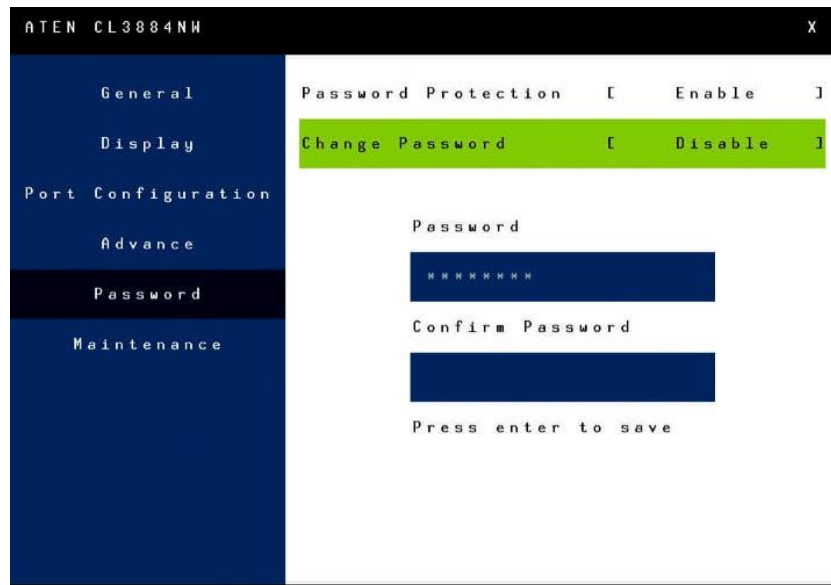 ATEN CL3884NW X
General
Display
Port Configuration
Advance
Password
Maintenance
Password Protection [ Enable ]
Change Password [ Disable ]
Password
********
Confirm Password
Press enter to save